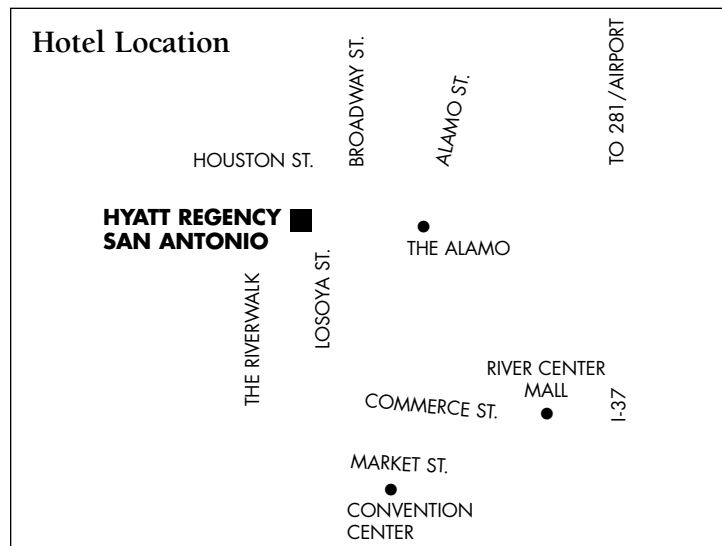 Hotel Location
BROADWAY ST.
ALAMO ST.
TO 281/AIRPORT
HOUSTON ST.
HYATT REGENCY
SAN ANTONIO
THE ALAMO
THE RIVERWALK
LOSOYA ST.
RIVER CENTER
MALL
COMMERCE ST.
I-37
MARKET ST.
CONVENTION
CENTER